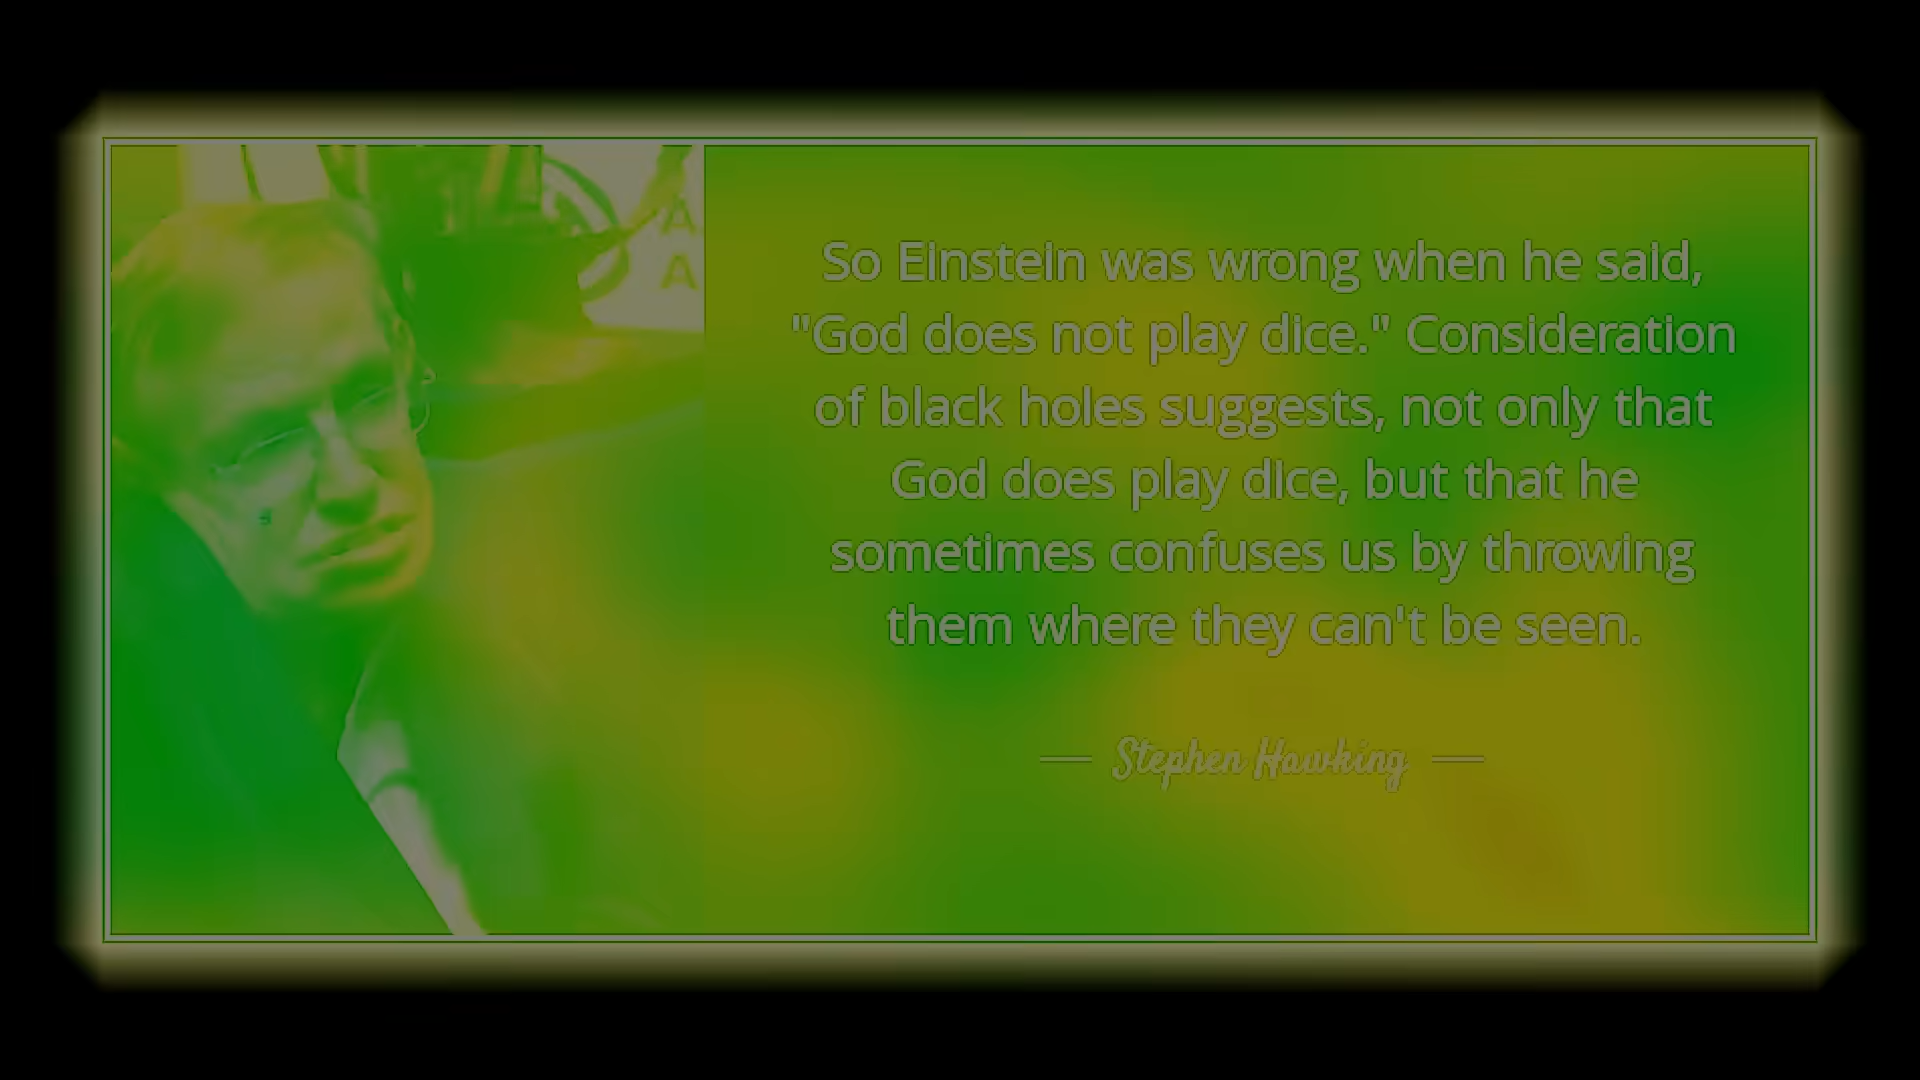 A
A
So Einstein was wrong when he said,
"God does not play dice." Consideration
of black holes suggests, not only that
God does play dice, but that he
sometimes confuses us by throwing
them where they can't be seen.
— Stephen Hawking —